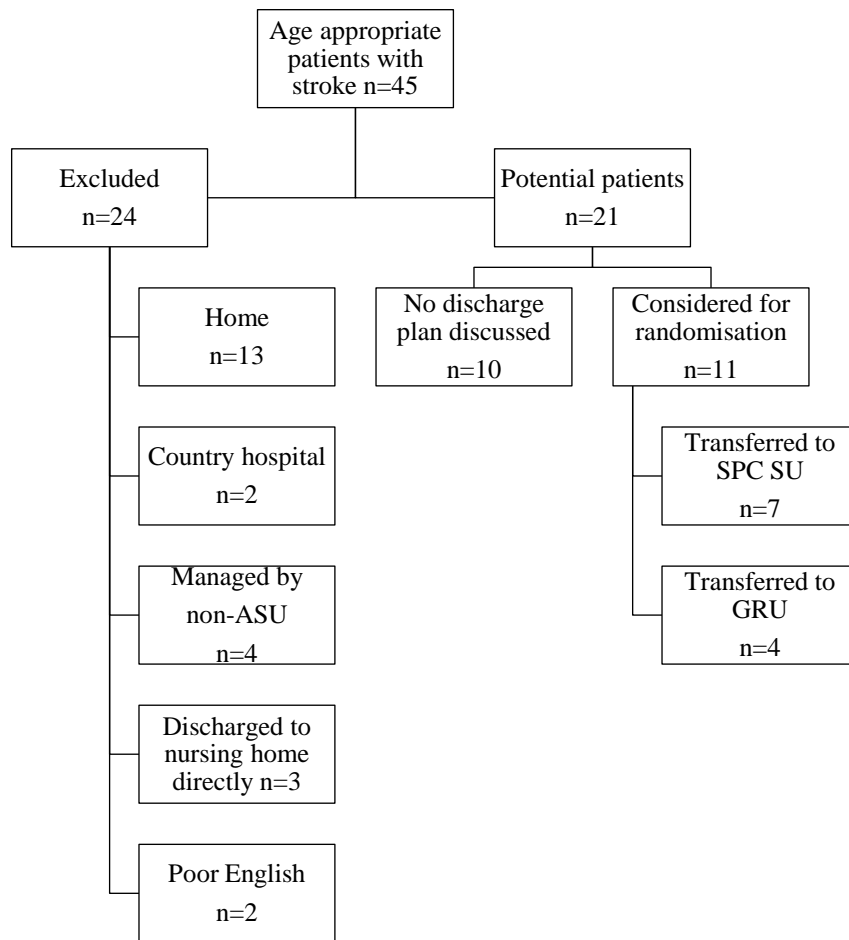 Age appropriate
patients with
stroke n=45
Excluded
n=24
Potential patients
n=21
Home
n=13
No discharge
plan discussed
n=10
Considered for
randomisation
n=11
Country hospital
n=2
Transferred to
SPC SU
n=7
Managed by
non-ASU
n=4
Transferred to
GRU
n=4
Discharged to
nursing home
directly n=3
Poor English
n=2